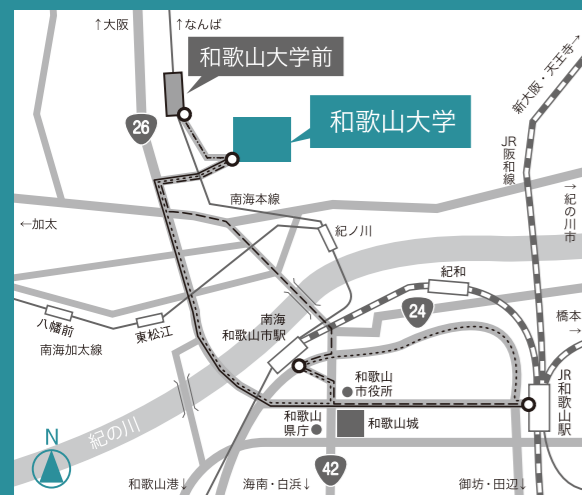 ↑大阪
↑なんば
和歌山大学前
26
和歌山大学
新大阪・天王寺→
JR
阪和線
→紀の川市
南海本線
紀ノ川
←加太
紀和
24
橋本
→
八幡前
東松江
南海加太線
南海
和歌山市駅
和歌山
市役所
JR和歌山駅
和歌山
県庁
和歌山城
紀の川
N
42
和歌山港↓
海南・白浜↓
御坊・田辺↓